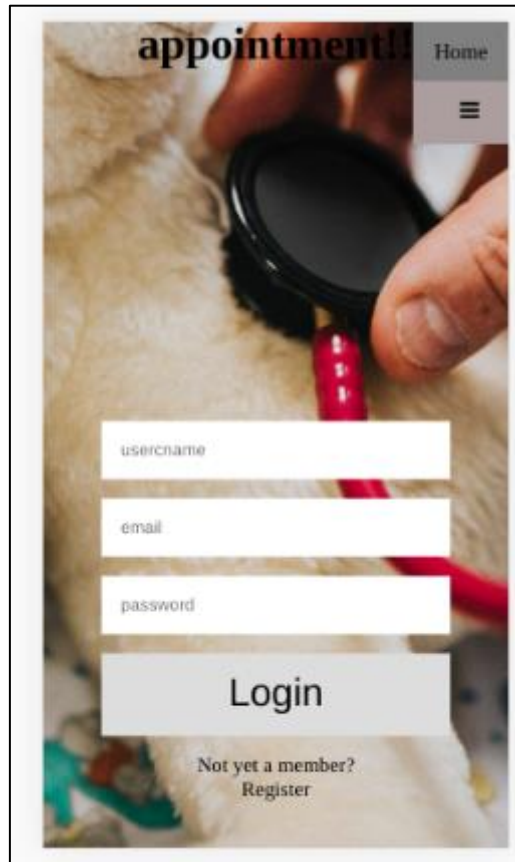 appointment!!
Home
usercname
email
password
Login
Not yet a member?
Register